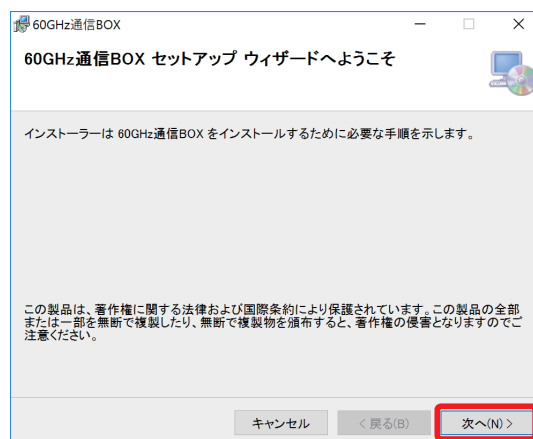 60GHz通信BOX
60GHz通信BOX セットアップ ウィザードへようこそ
インストーラーは 60GHz通信BOX をインストールするために必要な手順を示します。
この製品は、著作権に関する法律および国際条約により保護されています。この製品の全部
または一部を無断で複製したり、無断で複製物を頒布すると、著作権の侵害となりますのでご
注意ください。
キャンセル < 戻る(B) 次へ(N) >